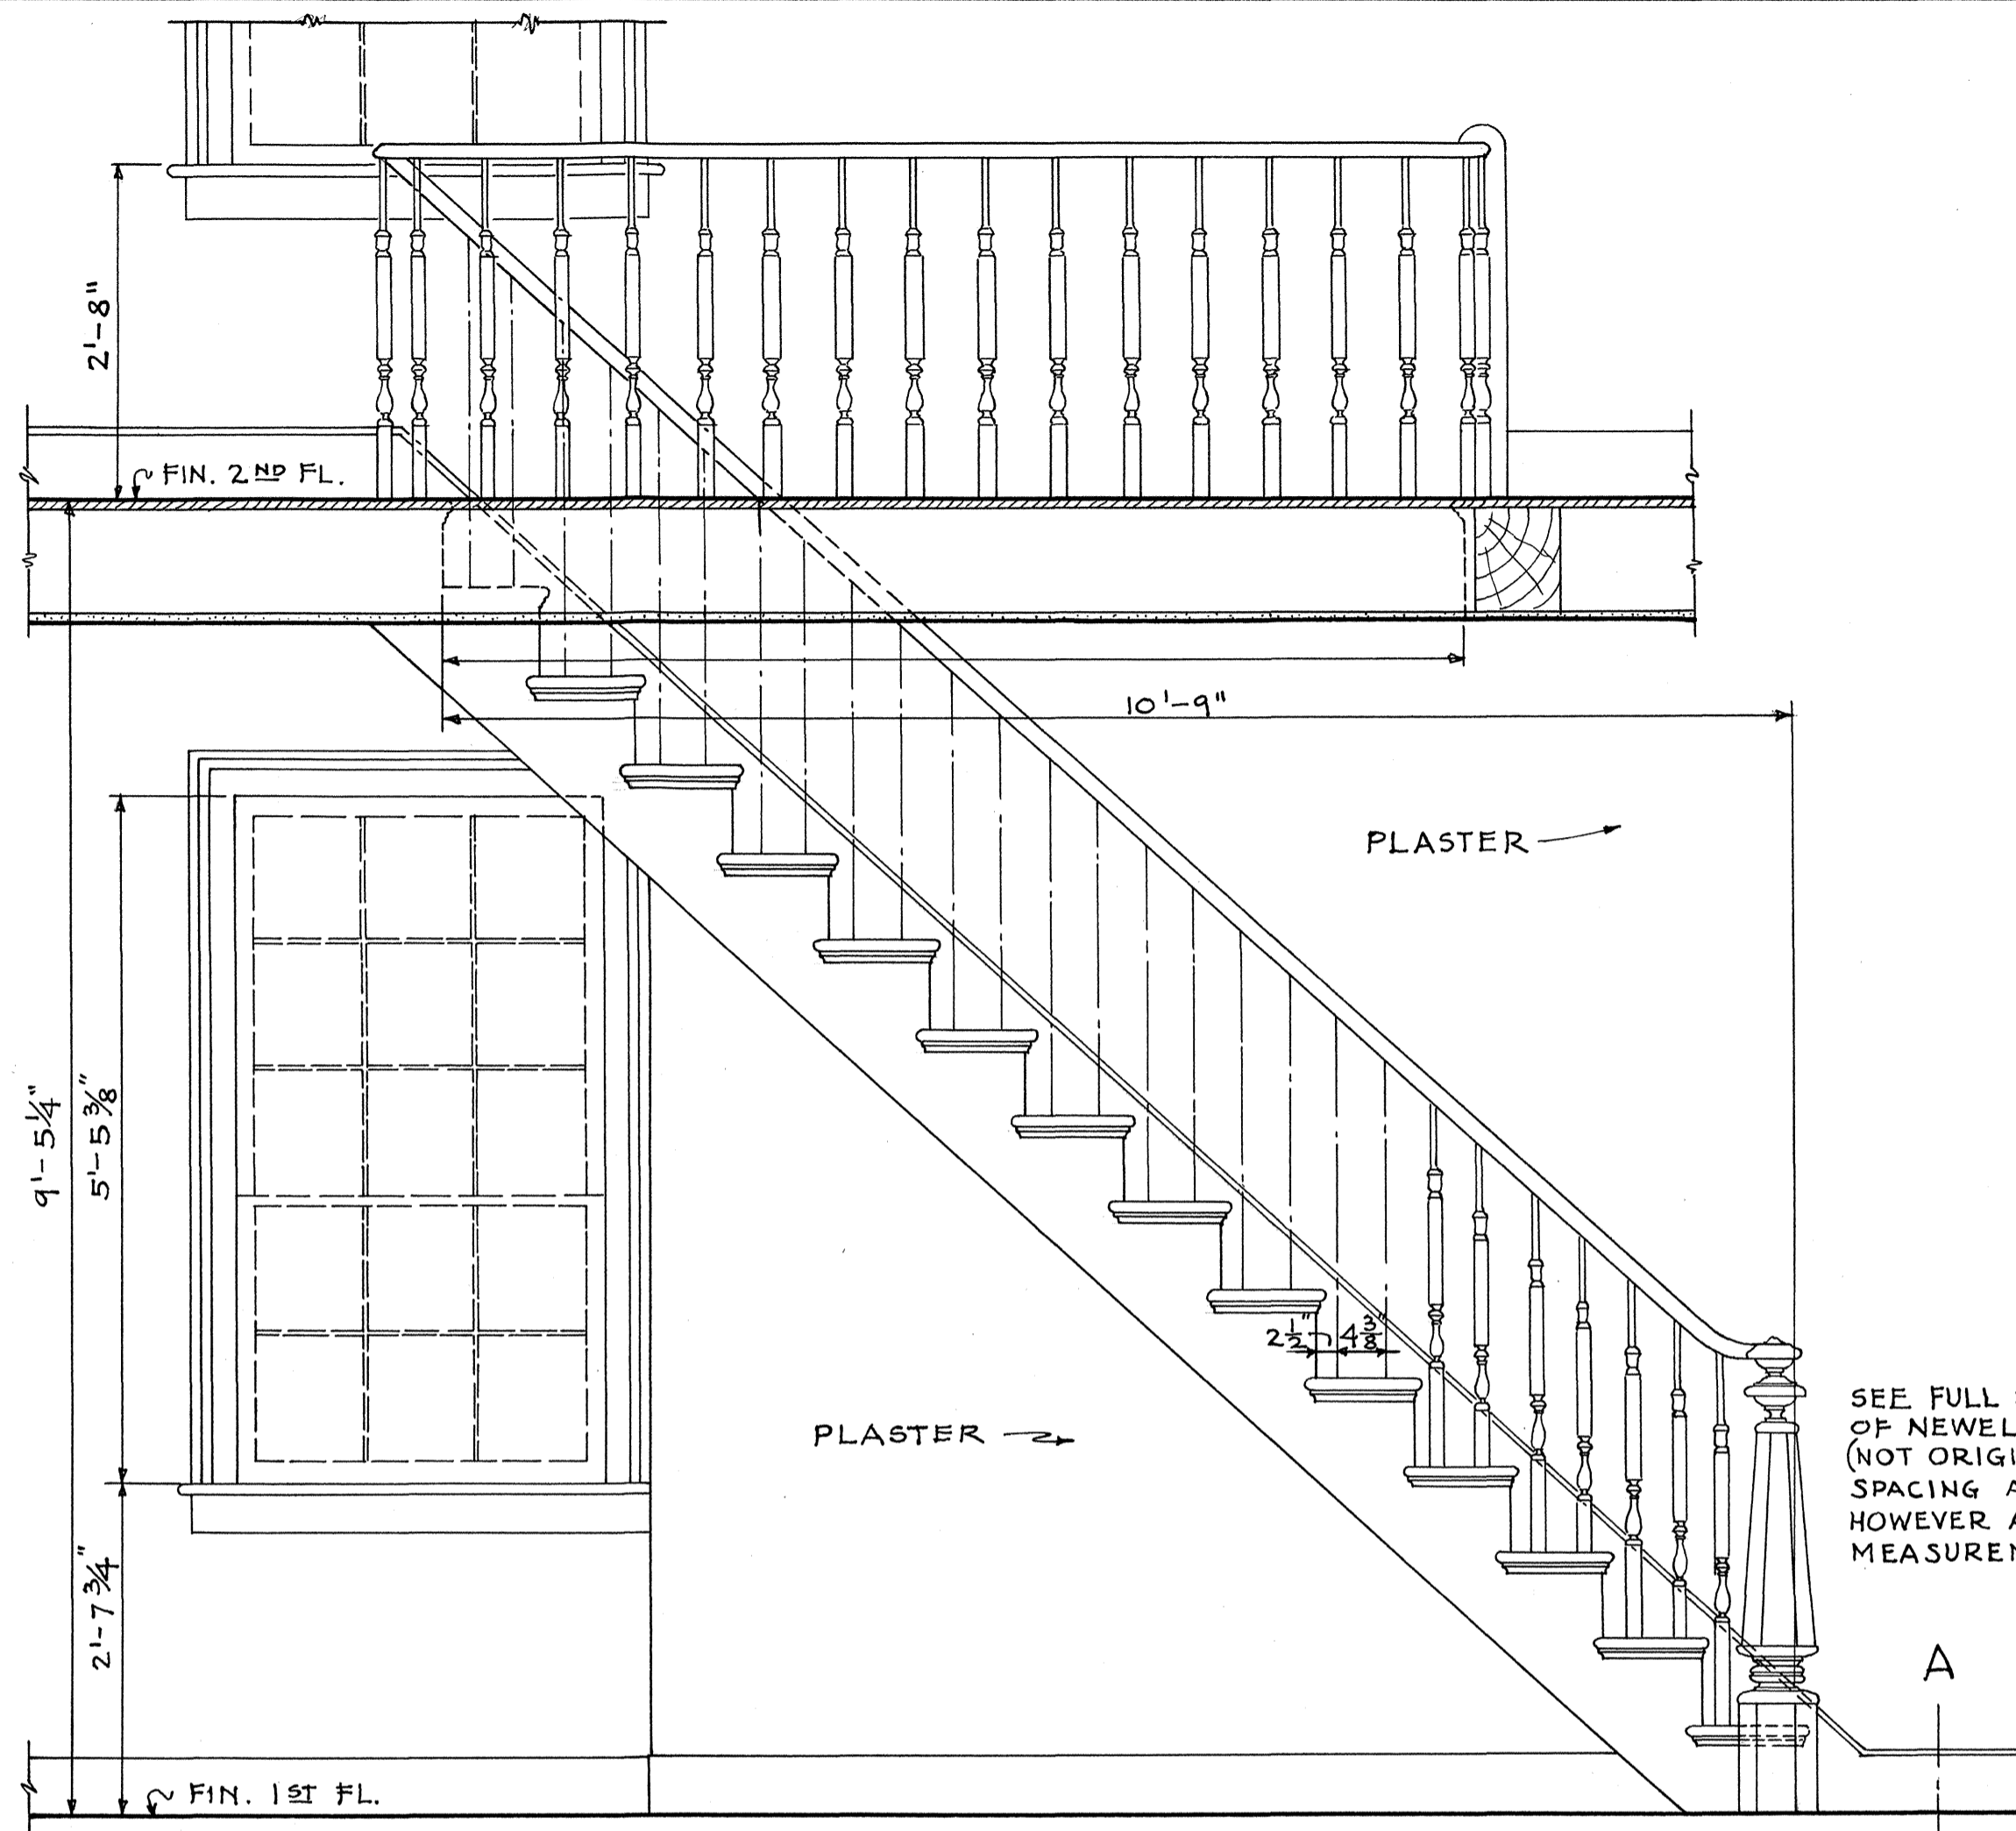 2'-8"
FIN. 2ND FL.
10'-9"
PLASTER
9'-5 1/4"
5'-5 3/8"
2 1/2" 4 3/8"
PLASTER
SEE FULL
OF NEWEL
(NOT ORIGI
SPACING A
HOWEVER A
MEASUREM
2'-7 3/4"
A
FIN. 1ST FL.